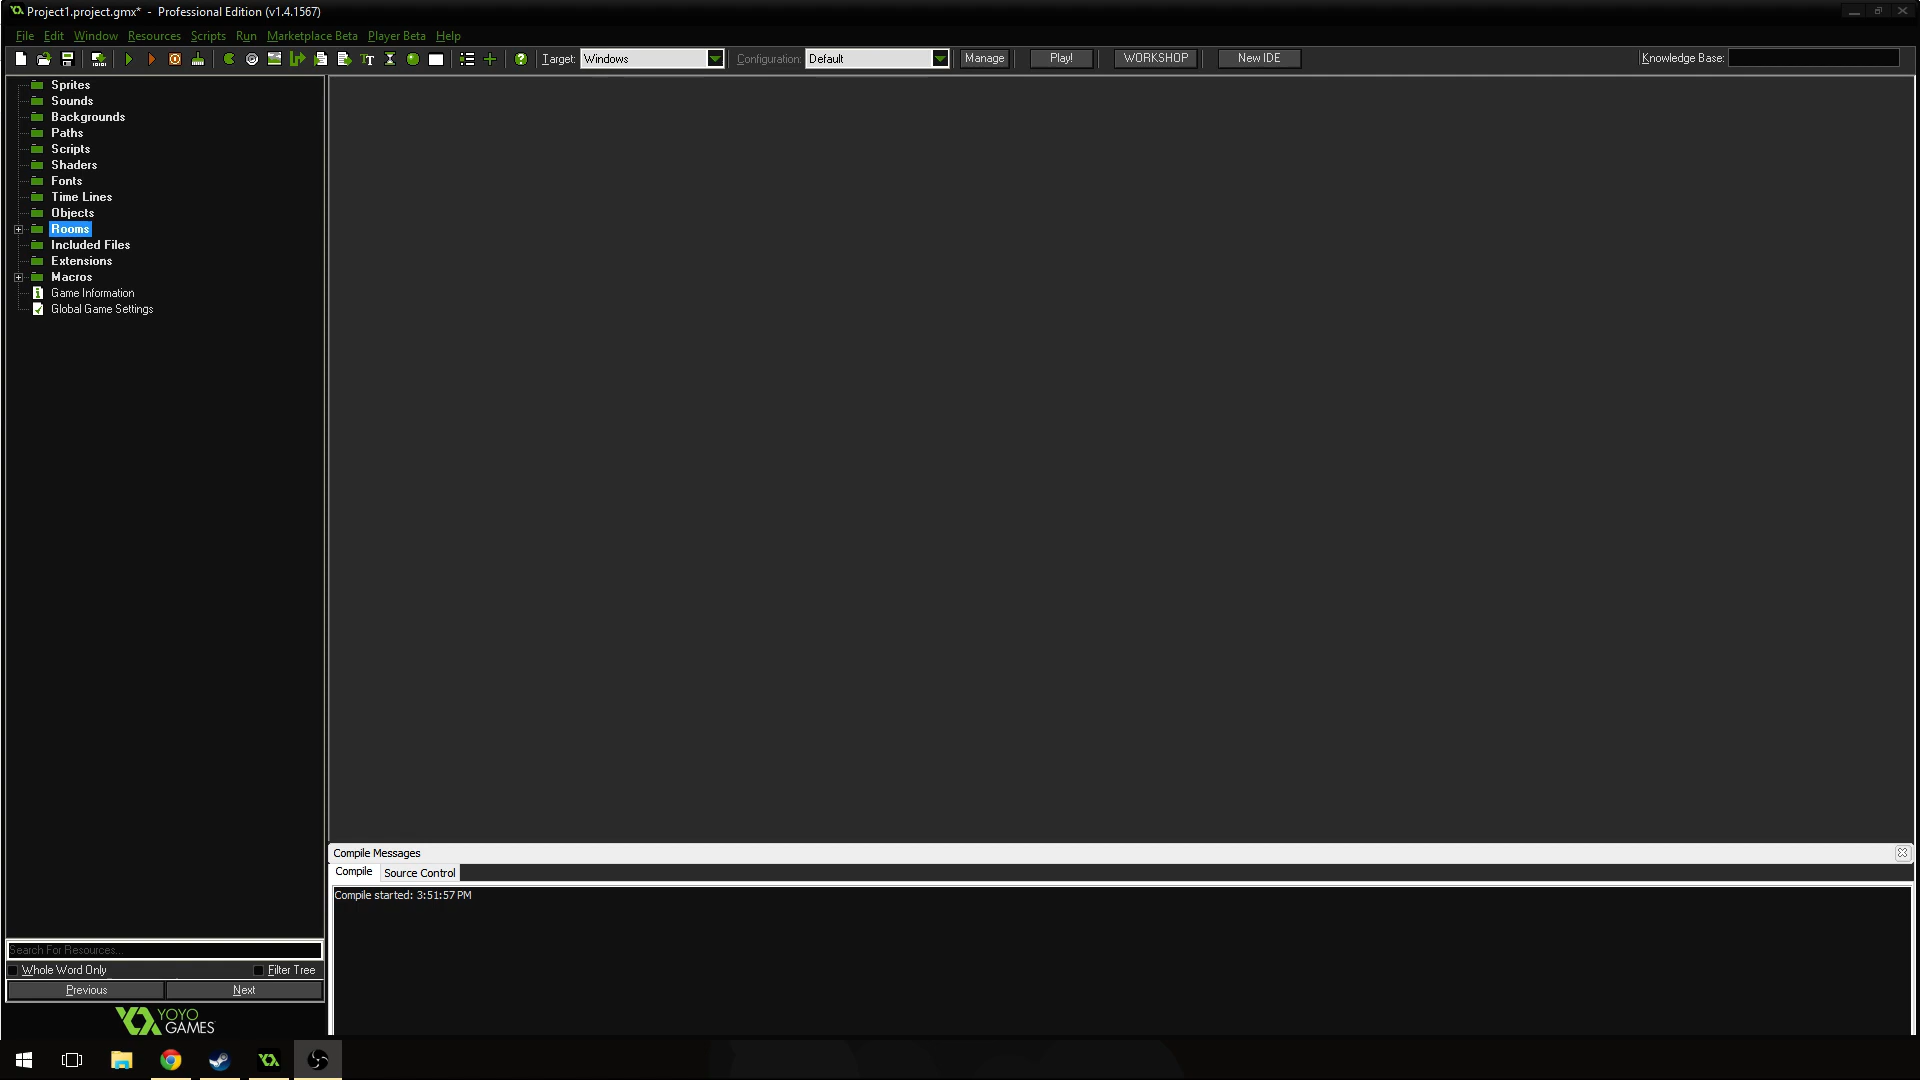 Project1.project.gmx* - Professional Edition (v1.4.1567)
File Edit Window Resources Scripts Run Marketplace Beta Player Beta Help
Target: Windows Configuration: Default Manage Play! WORKSHOP New IDE Knowledge Base:
Sprites
Sounds
Backgrounds
Paths
Scripts
Shaders
Fonts
Time Lines
Objects
Rooms
Included Files
Extensions
Macros
Game Information
Global Game Settings
Compile Messages
Compile Source Control
Compile started: 3:51:57 PM
Search For Resources...
Whole Word Only Filter Tree
Previous Next
YOYO
GAMES